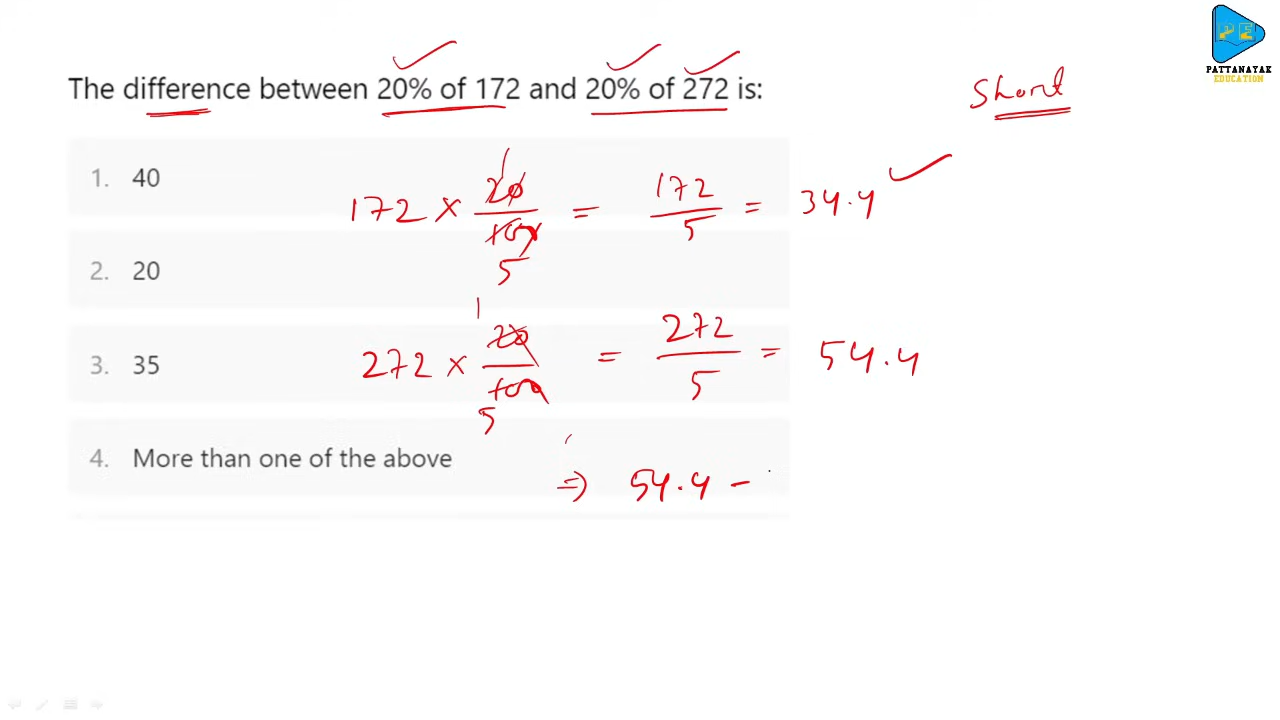 PE
PATTANAYAK
EDUCATION
The difference between 20% of 172 and 20% of 272 is:
Short
1. 40
172 × 20/100 = 172/5 = 34.4
1
5
2. 20
3. 35
272 × 20/100 = 272/5 = 54.4
1
5
4. More than one of the above
⇒ 54.4 –